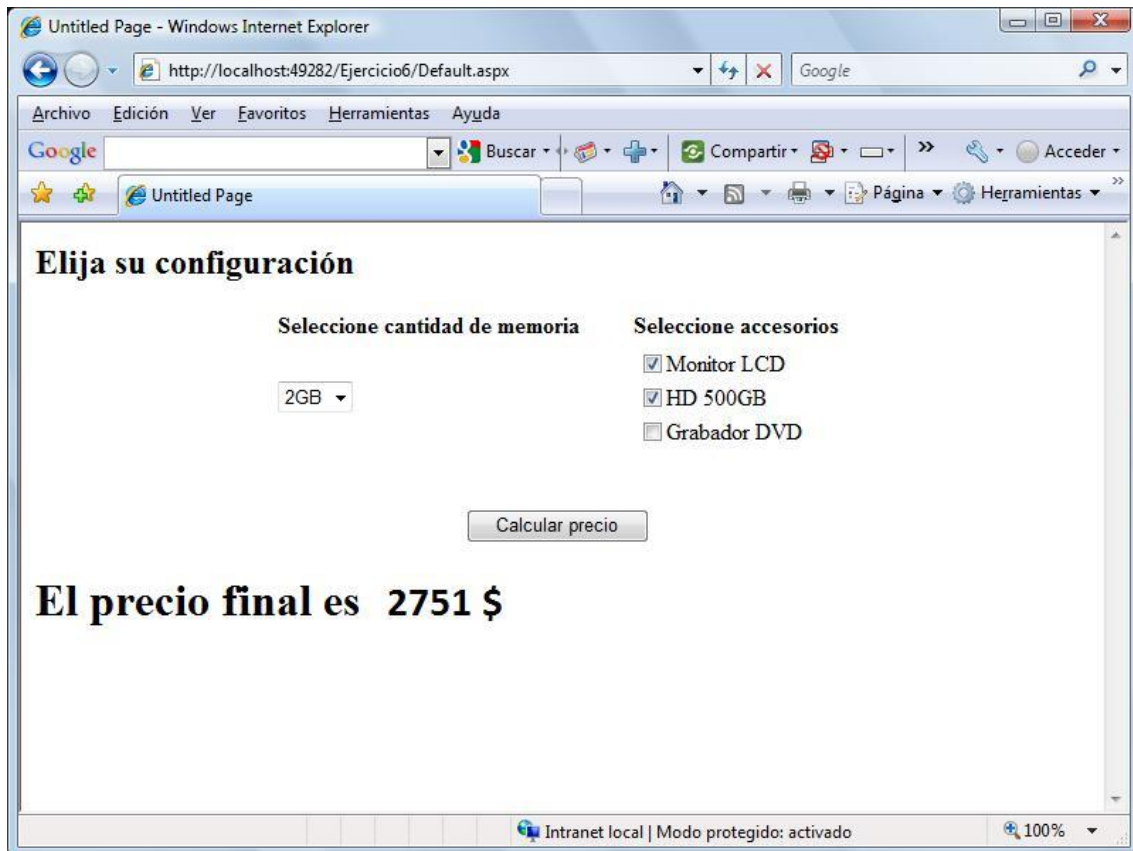 Untitled Page - Windows Internet Explorer
http://localhost:49282/Ejercicio6/Default.aspx
Google
Archivo Edición Ver Favoritos Herramientas Ayuda
Google Buscar Compartir » Acceder
Untitled Page Página Herramientas »
Elija su configuración
Seleccione cantidad de memoria Seleccione accesorios
Monitor LCD
2GB HD 500GB
Grabador DVD
Calcular precio
El precio final es 2751 $
Intranet local | Modo protegido: activado 100%